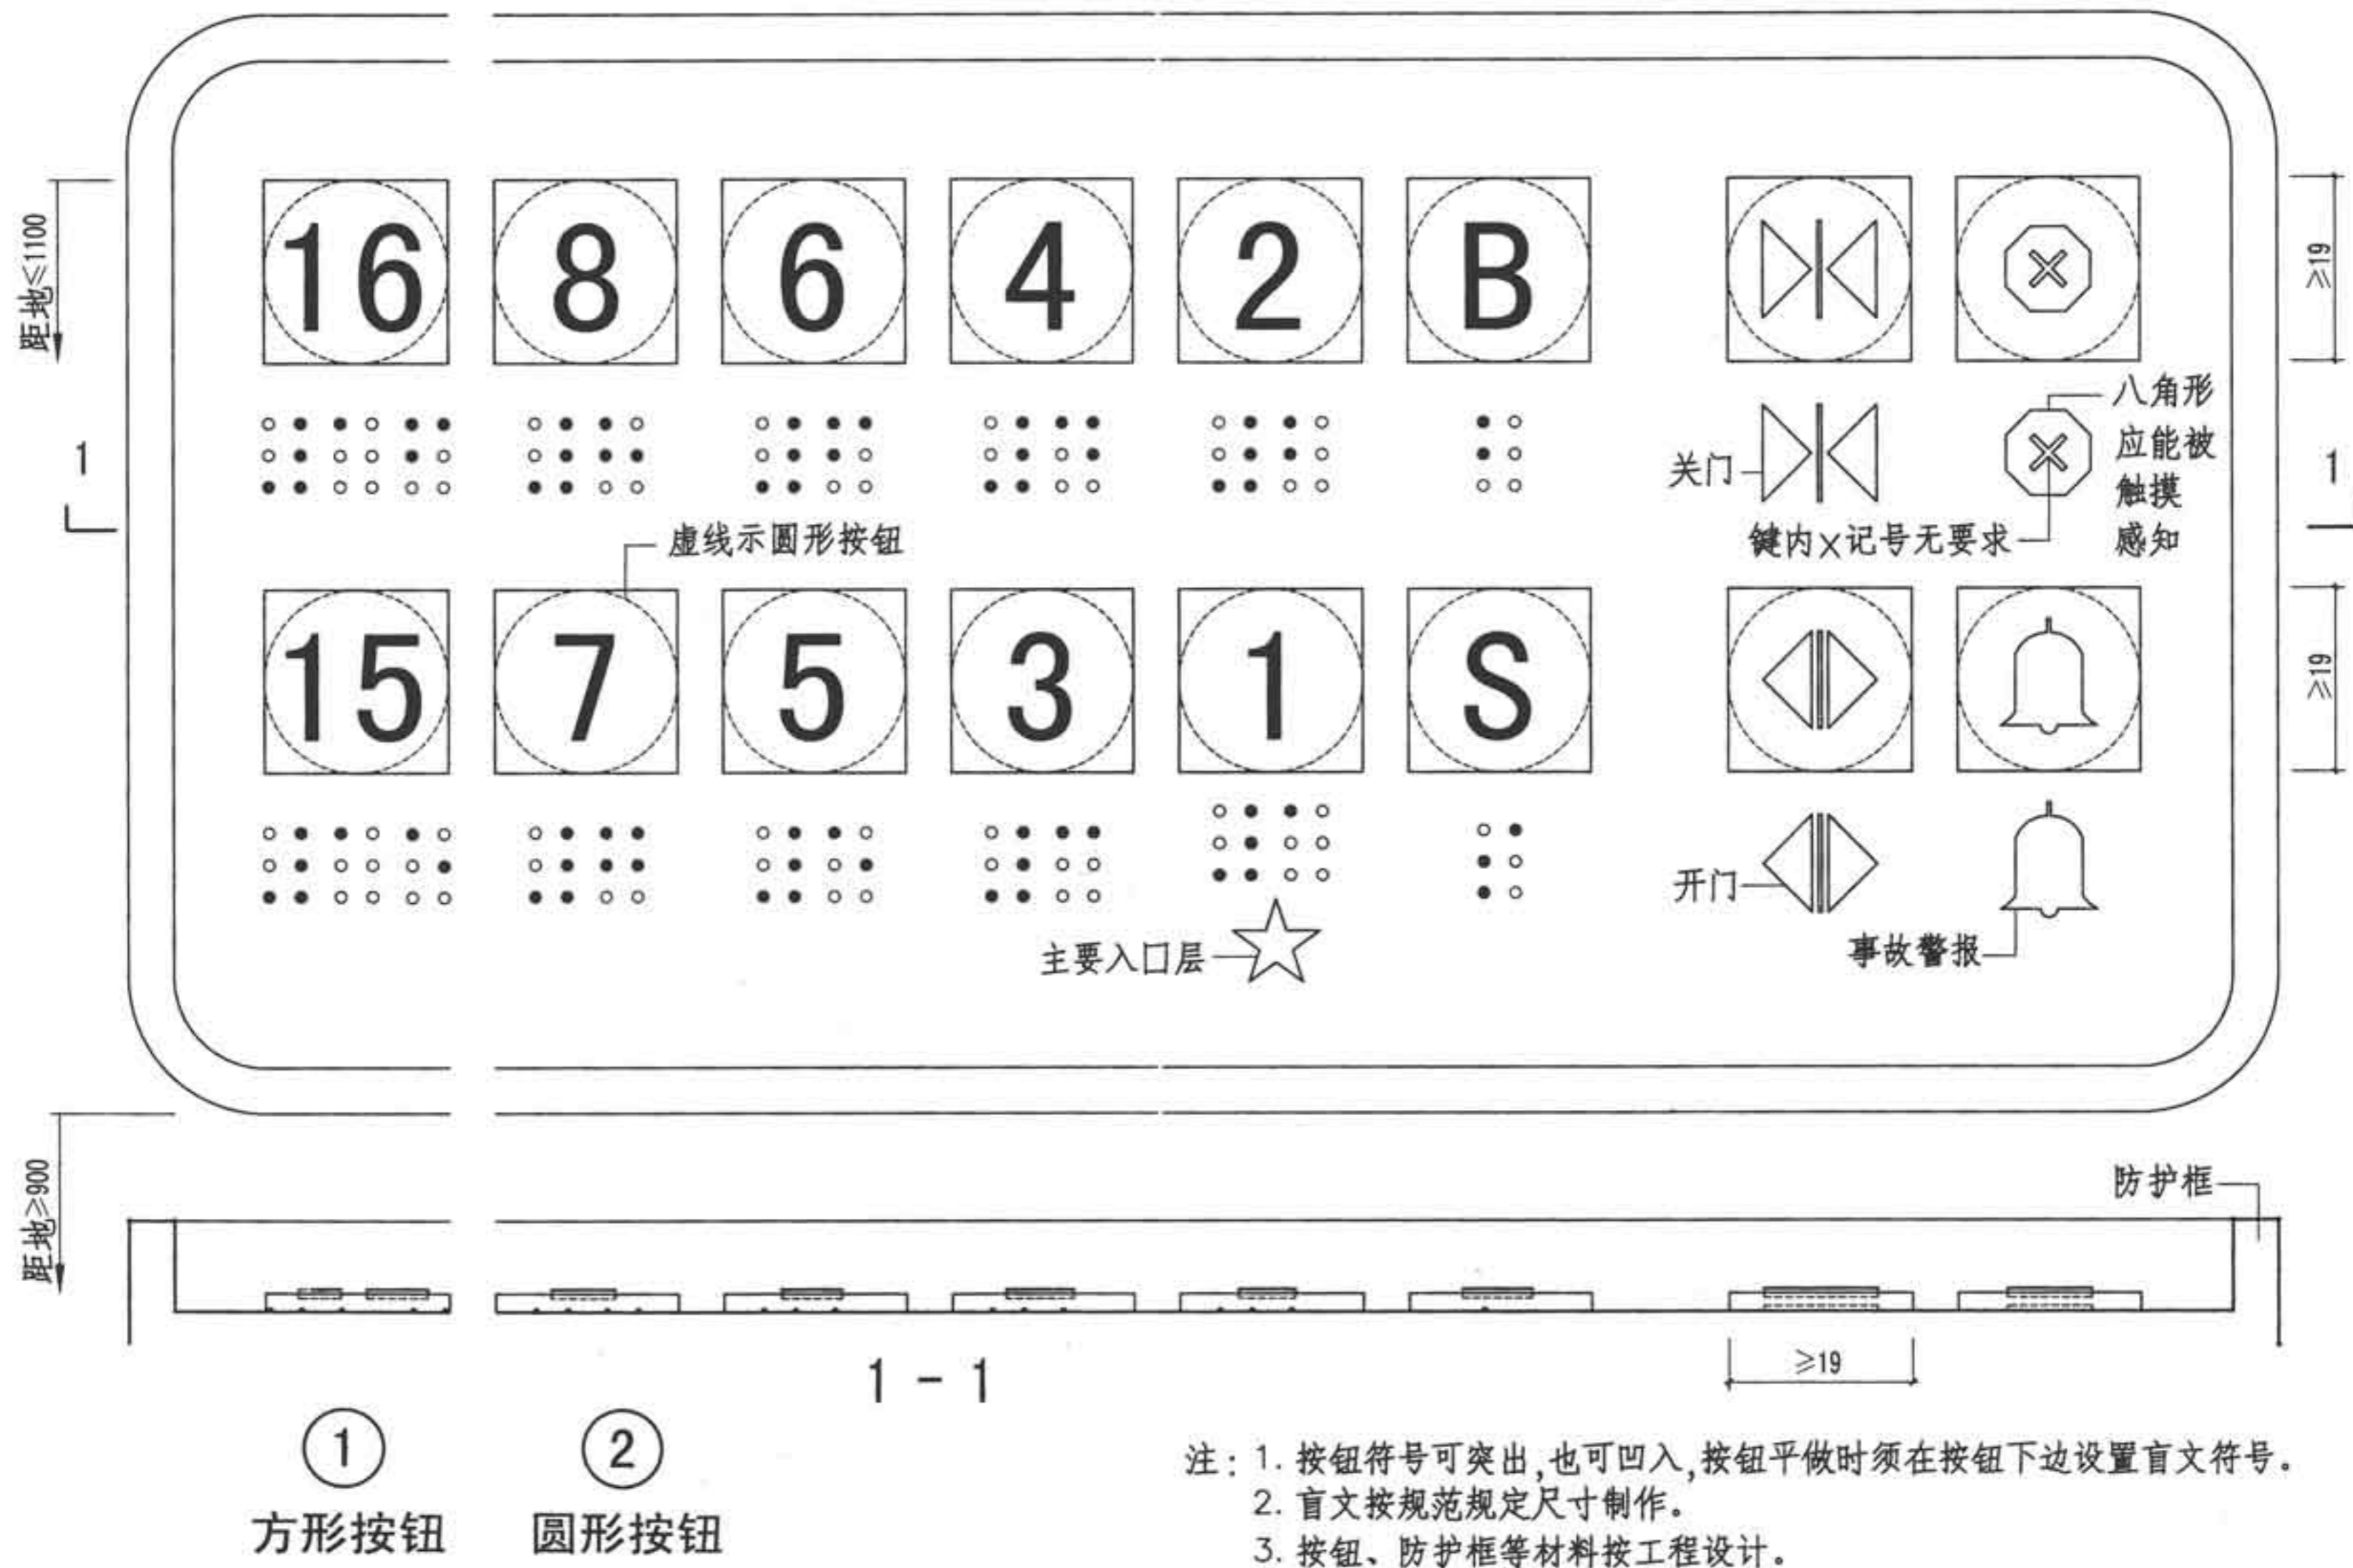 距地≤1100
16 8 6 4 2 B
≥19
八角形
应能被
触摸
感知
1
关门
1
键内×记号无要求
虚线示圆形按钮
15 7 5 3 1 S
≥19
开门
主要入口层
事故警报
距地≥900
防护框
≥19
1-1
① ②
方形按钮 圆形按钮
注：1. 按钮符号可突出,也可凹入,按钮平做时须在按钮下边设置盲文符号。
2. 盲文按规范规定尺寸制作。
3. 按钮、防护框等材料按工程设计。